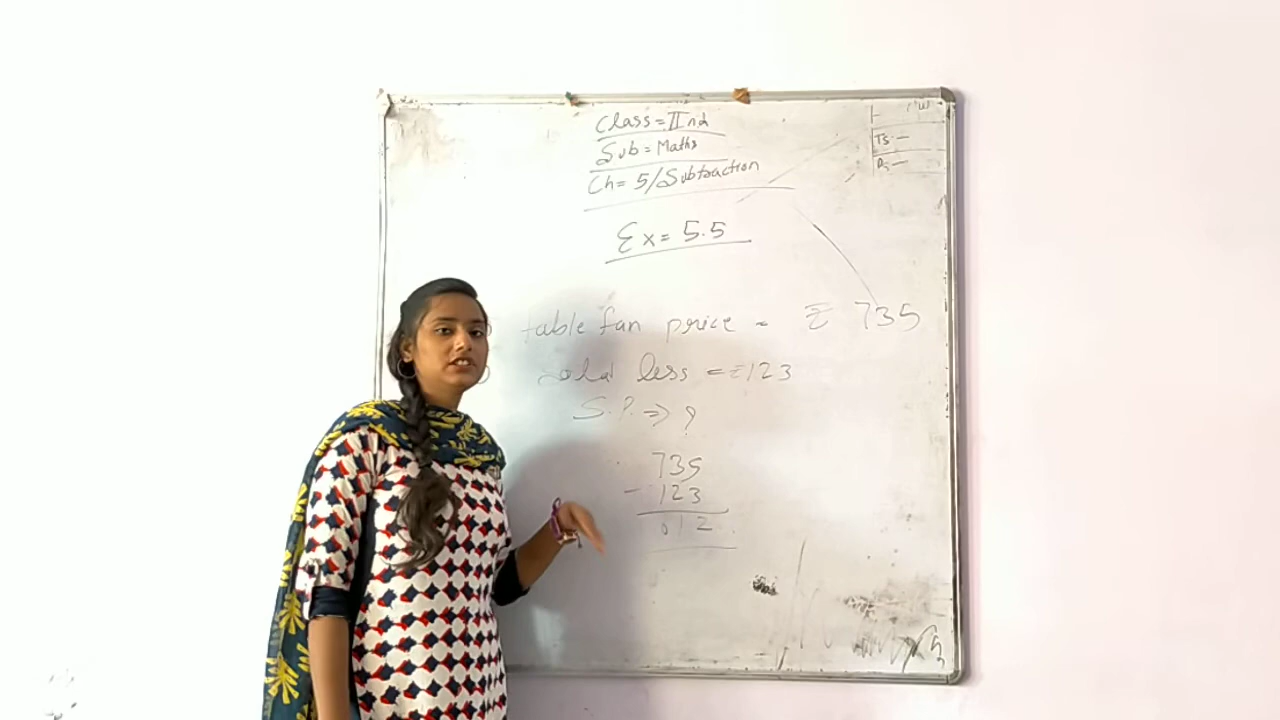 Class = II nd
Sub = Maths
Ch = 5/Subtraction
Ex = 5.5
table fan price = ₹ 735
less = ₹123
S.P. ⇒ ?
735
- 123
612
TS -